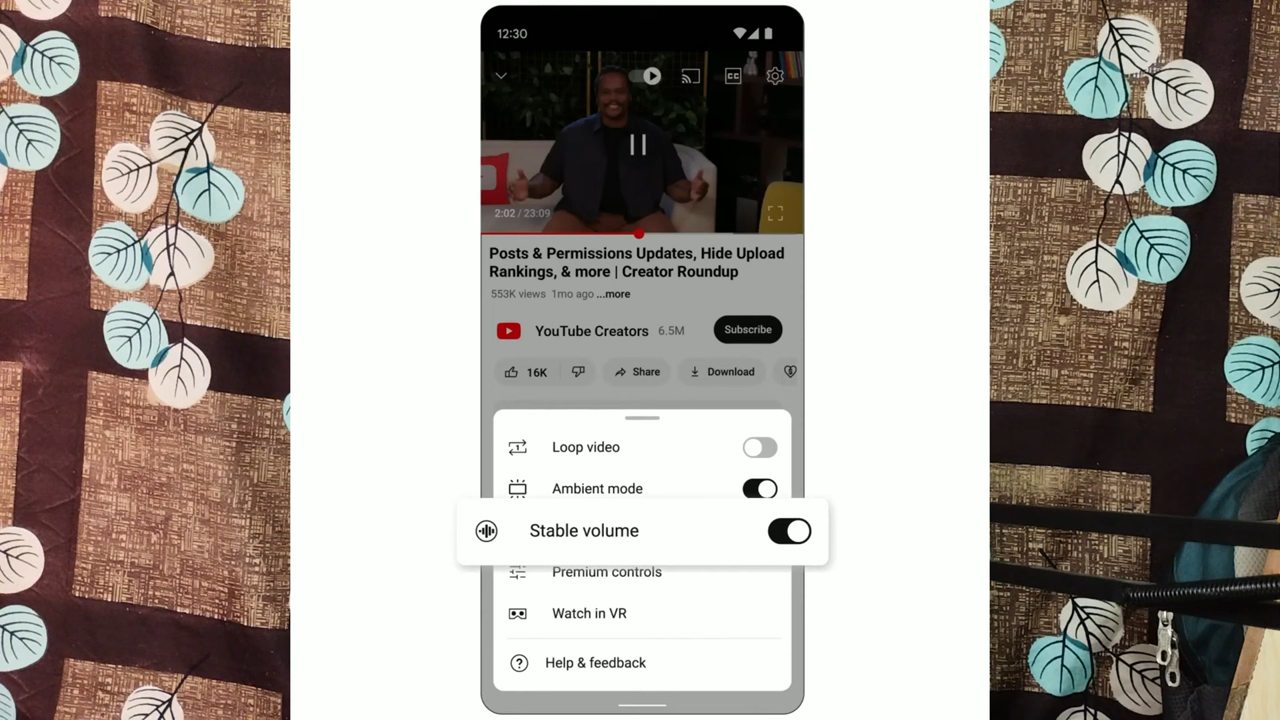 12:30
CC
2:02 / 23:09
Posts & Permissions Updates, Hide Upload
Rankings, & more | Creator Roundup
553K views 1mo ago ...more
YouTube Creators 6.5M Subscribe
16K Share Download
Loop video
Ambient mode
Stable volume
Premium controls
Watch in VR
Help & feedback